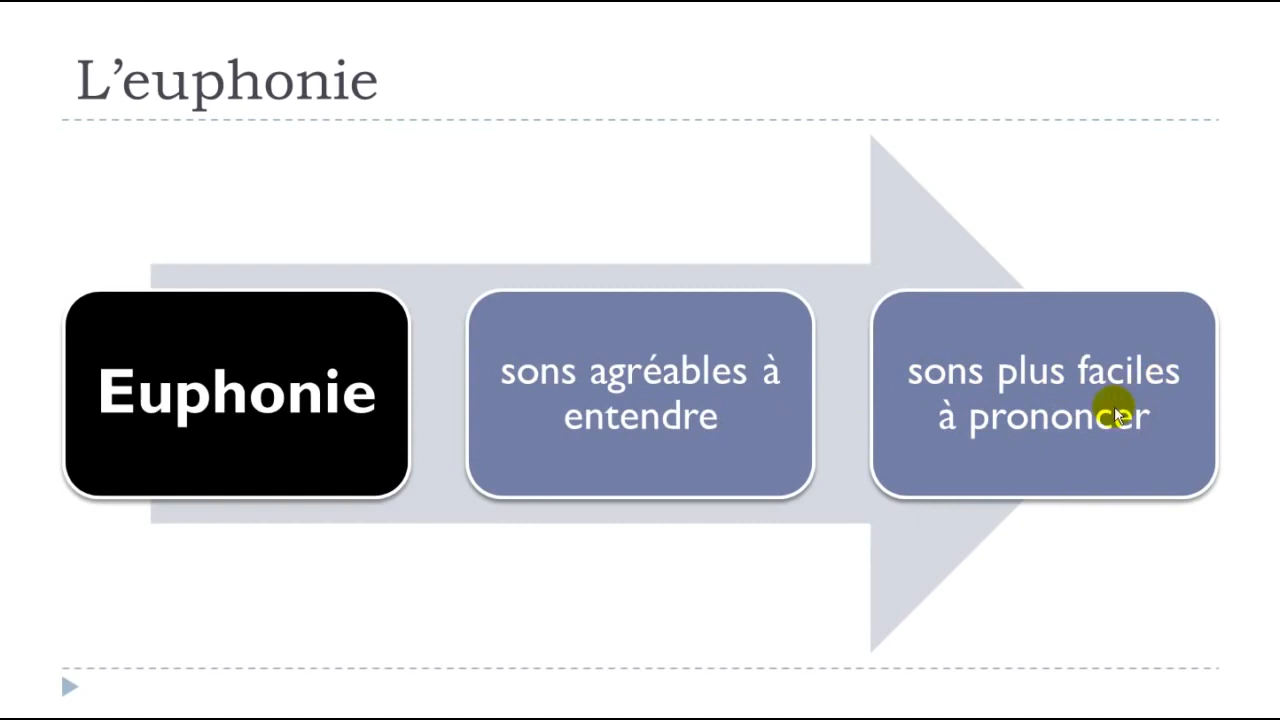 L’euphonie
Euphonie
sons agréables à
entendre
sons plus faciles
à prononcer